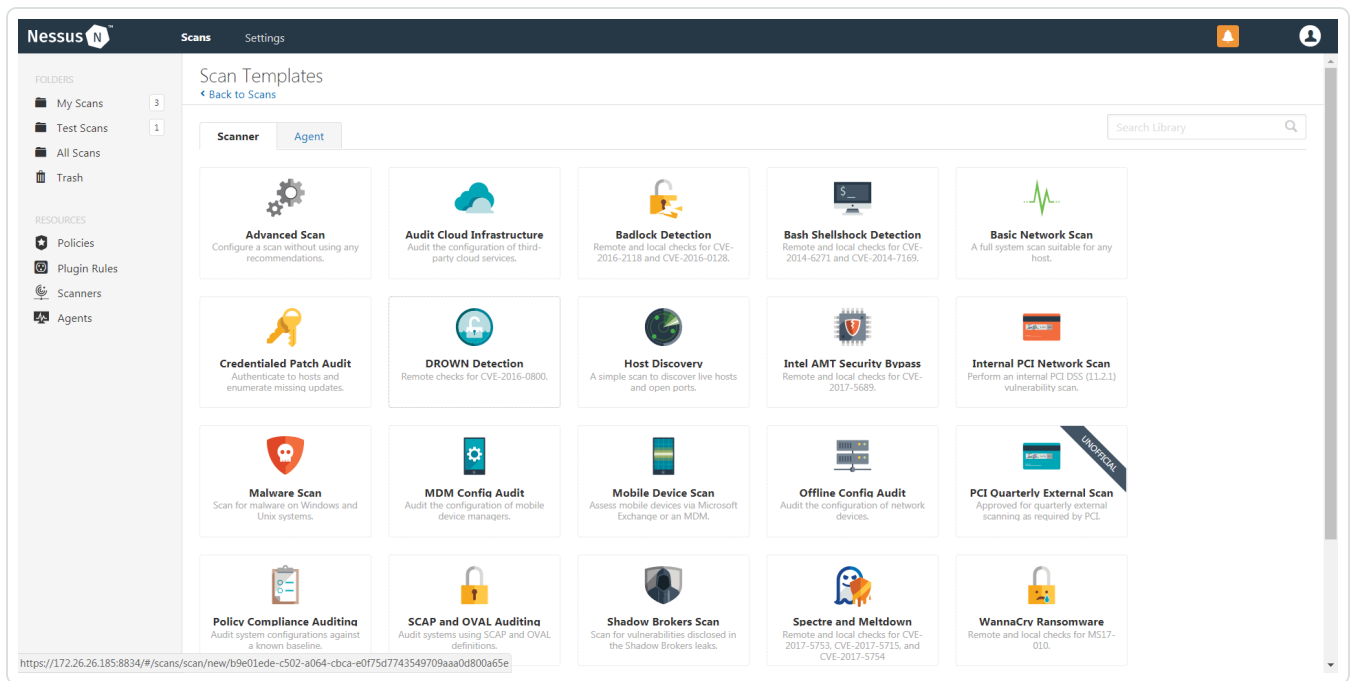 Nessus N ™
Scans Settings
FOLDERS
My Scans 3
Test Scans 1
All Scans
Trash
RESOURCES
Policies
Plugin Rules
Scanners
Agents
Scan Templates
Back to Scans
Scanner Agent
Search Library
Advanced Scan
Configure a scan without using any
recommendations.
Audit Cloud Infrastructure
Audit the configuration of third-
party cloud services.
Badlock Detection
Remote and local checks for CVE-
2016-2118 and CVE-2016-0128.
$_
Bash Shellshock Detection
Remote and local checks for CVE-
2014-6271 and CVE-2014-7169.
Basic Network Scan
A full system scan suitable for any
host.
Credentialed Patch Audit
Authenticate to hosts and
enumerate missing updates.
DROWN Detection
Remote checks for CVE-2016-0800.
Host Discovery
A simple scan to discover live hosts
and open ports.
Intel AMT Security Bypass
Remote and local checks for CVE-
2017-5689.
Internal PCI Network Scan
Perform an internal PCI DSS (11.2.1)
vulnerability scan.
Malware Scan
Scan for malware on Windows and
Unix systems.
MDM Config Audit
Audit the configuration of mobile
device managers.
Mobile Device Scan
Assess mobile devices via Microsoft
Exchange or an MDM.
Offline Config Audit
Audit the configuration of network
devices.
UNOFFICIAL
PCI Quarterly External Scan
Approved for quarterly external
scanning as required by PCI.
Policy Compliance Auditing
Audit system configurations against
a known baseline.
SCAP and OVAL Auditing
Audit systems using SCAP and OVAL
definitions.
Shadow Brokers Scan
Scan for vulnerabilities disclosed in
the Shadow Brokers leaks.
Spectre and Meltdown
Remote and local checks for CVE-
2017-5753, CVE-2017-5715, and
CVE-2017-5754
WannaCry Ransomware
Remote and local checks for MS17-
010.
https://172.26.26.185:8834/#/scans/scan/new/b9e01ede-c502-a064-cbca-e0f75d7743549709aaa0d800a65e